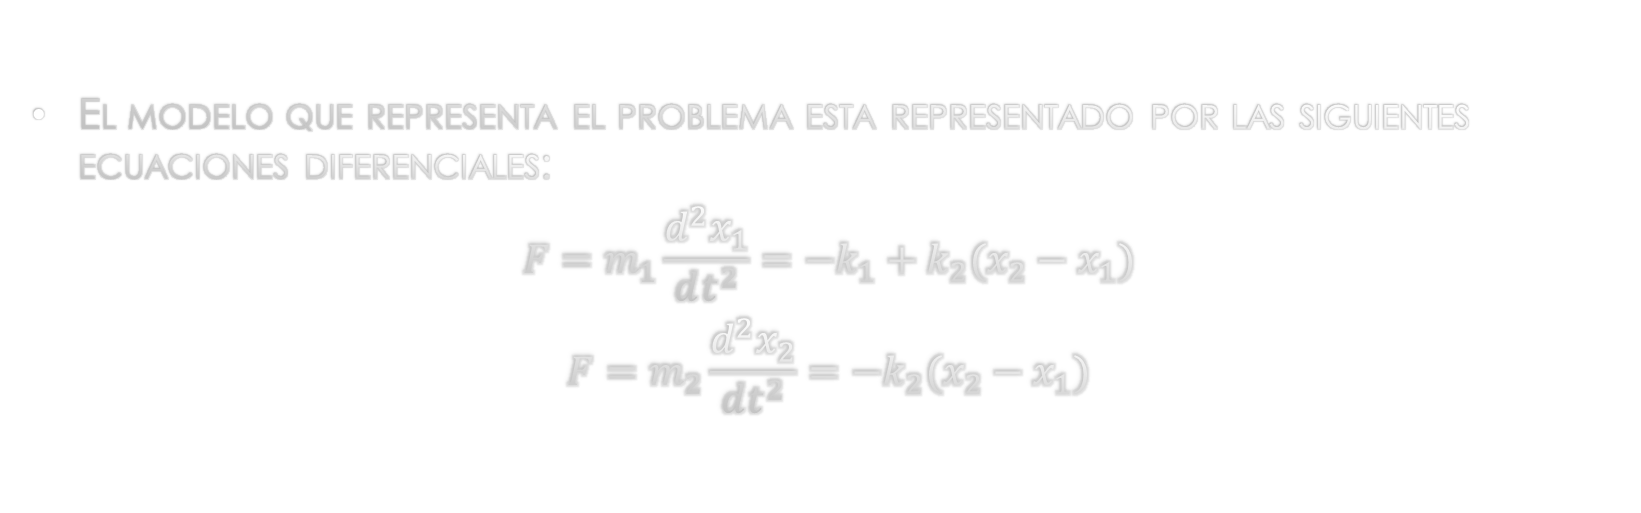 ◦ El modelo que representa el problema esta representado por las siguientes
ecuaciones diferenciales:
F = m₁ d²x₁/dt² = −k₁ + k₂(x₂ − x₁)
F = m₂ d²x₂/dt² = −k₂(x₂ − x₁)